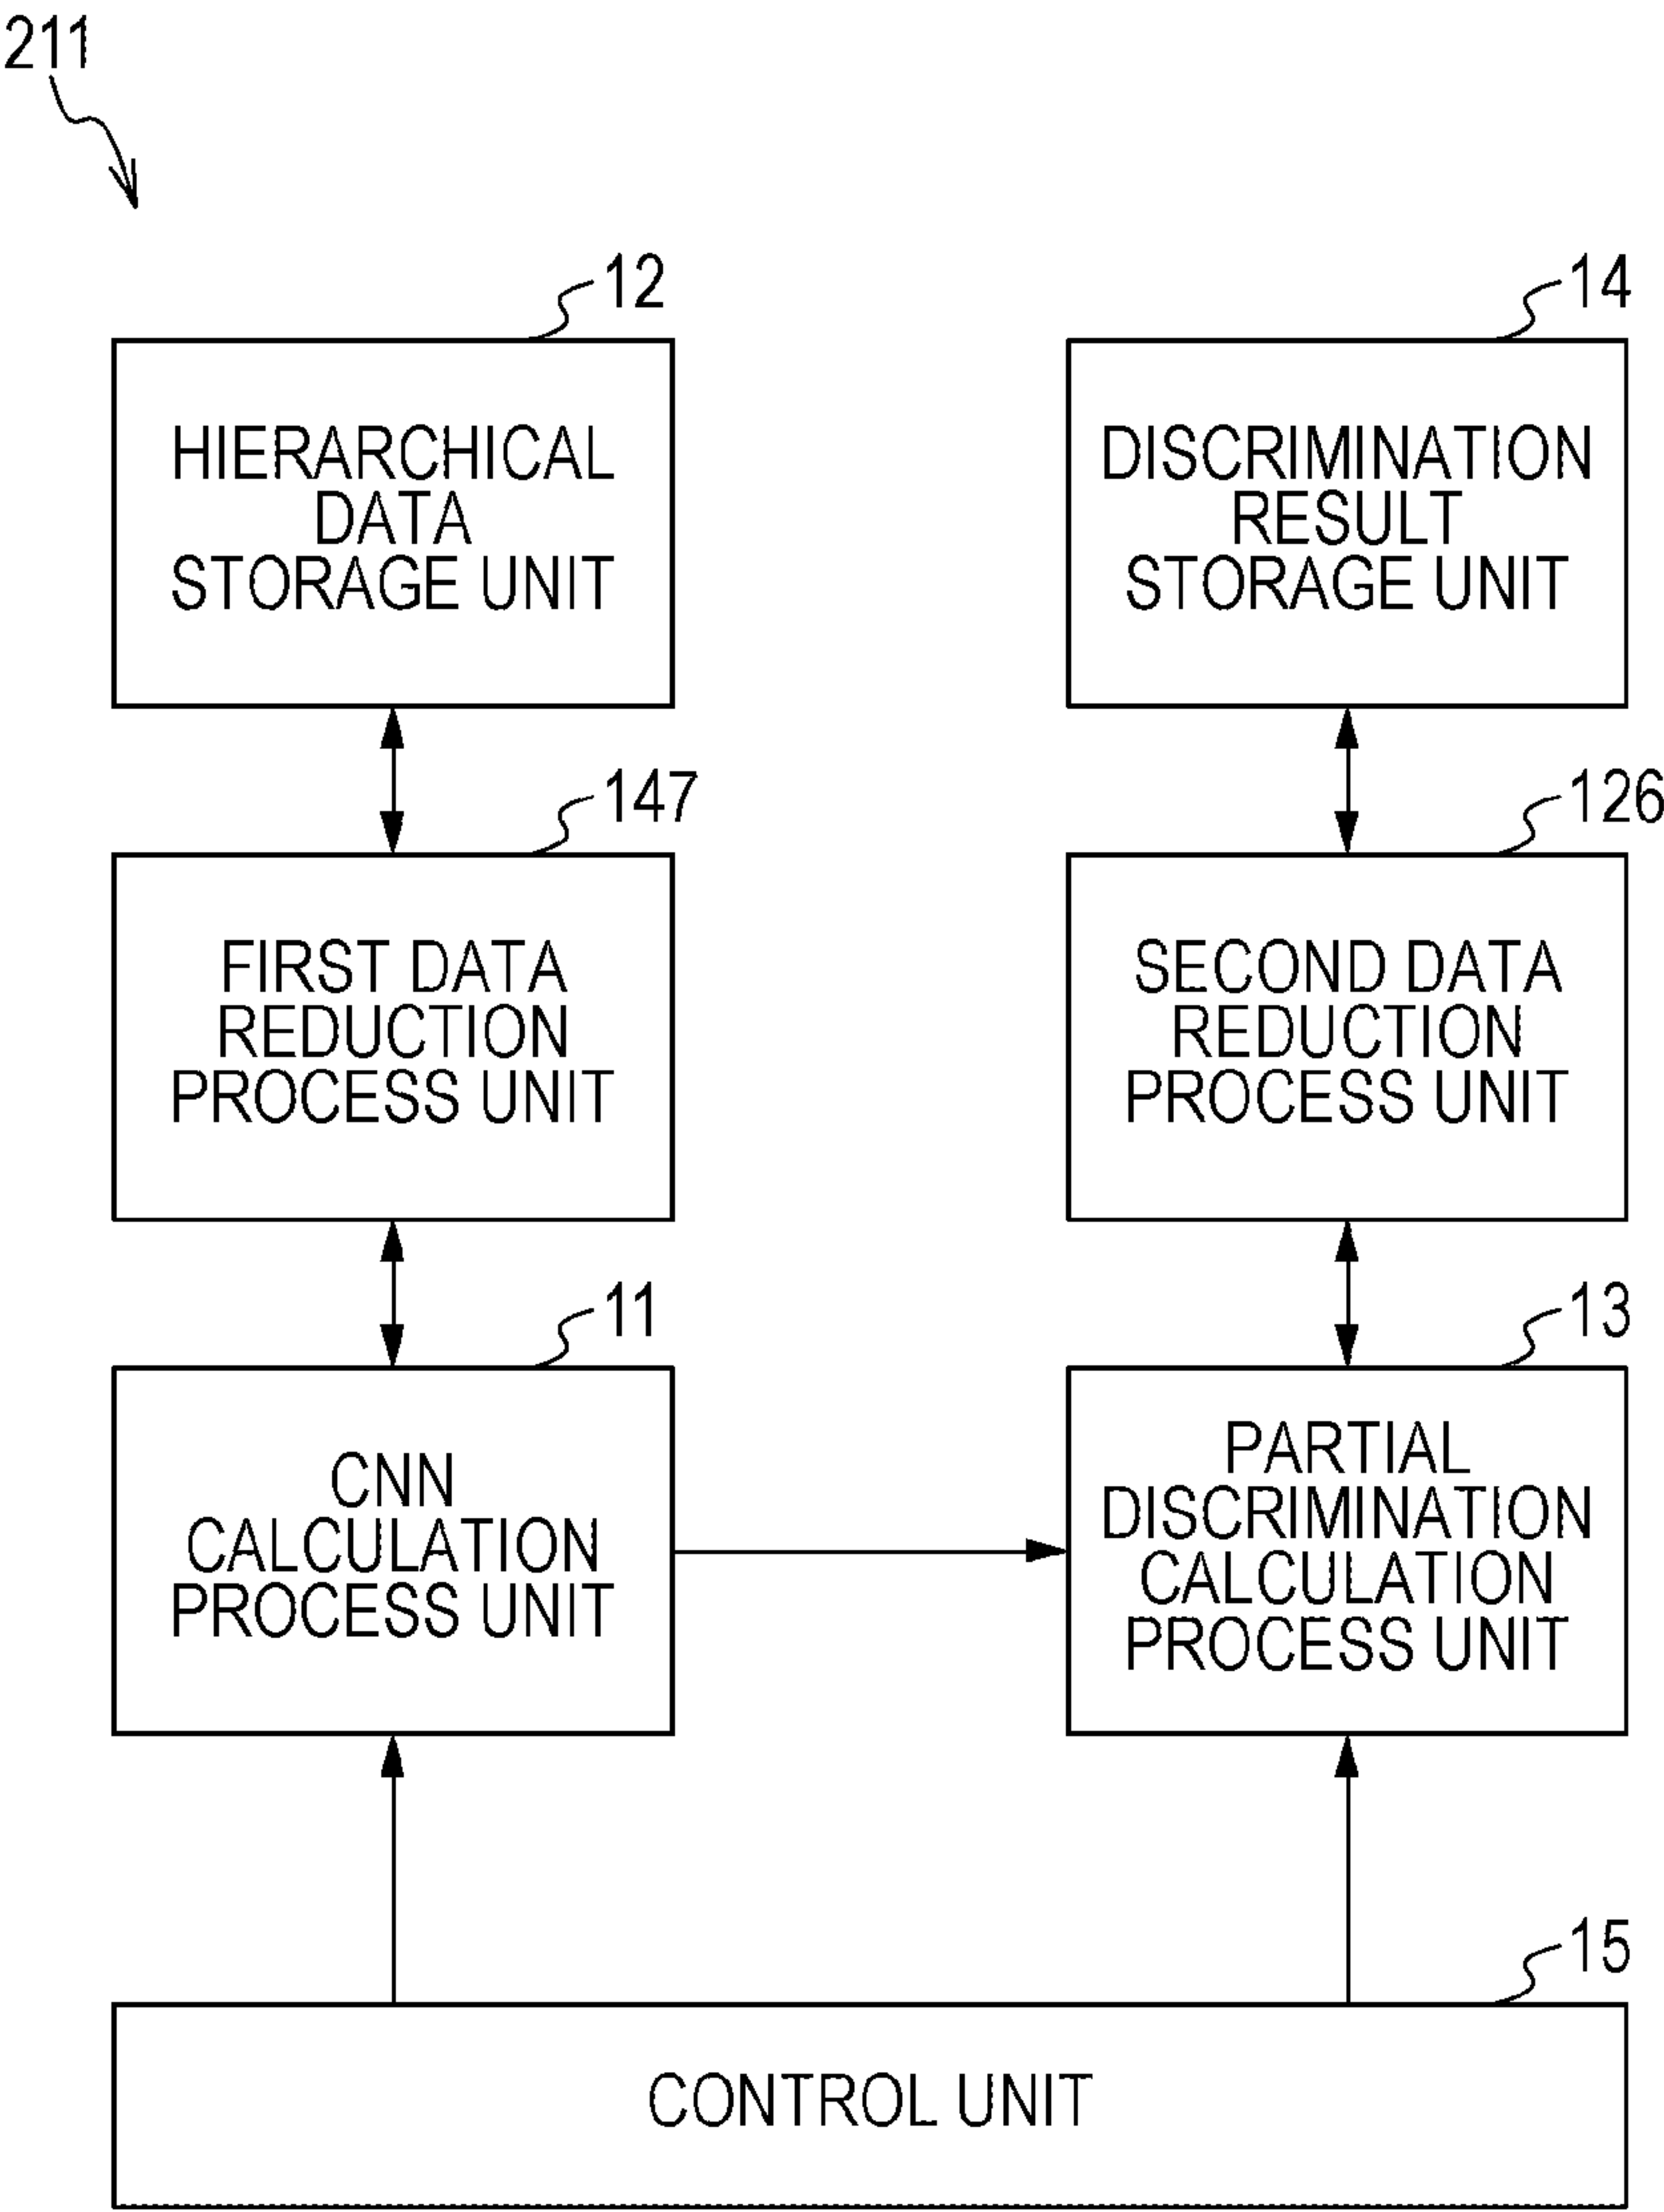 211
12
HIERARCHICAL
DATA
STORAGE UNIT
14
DISCRIMINATION
RESULT
STORAGE UNIT
147
FIRST DATA
REDUCTION
PROCESS UNIT
126
SECOND DATA
REDUCTION
PROCESS UNIT
11
CNN
CALCULATION
PROCESS UNIT
13
PARTIAL
DISCRIMINATION
CALCULATION
PROCESS UNIT
15
CONTROL UNIT